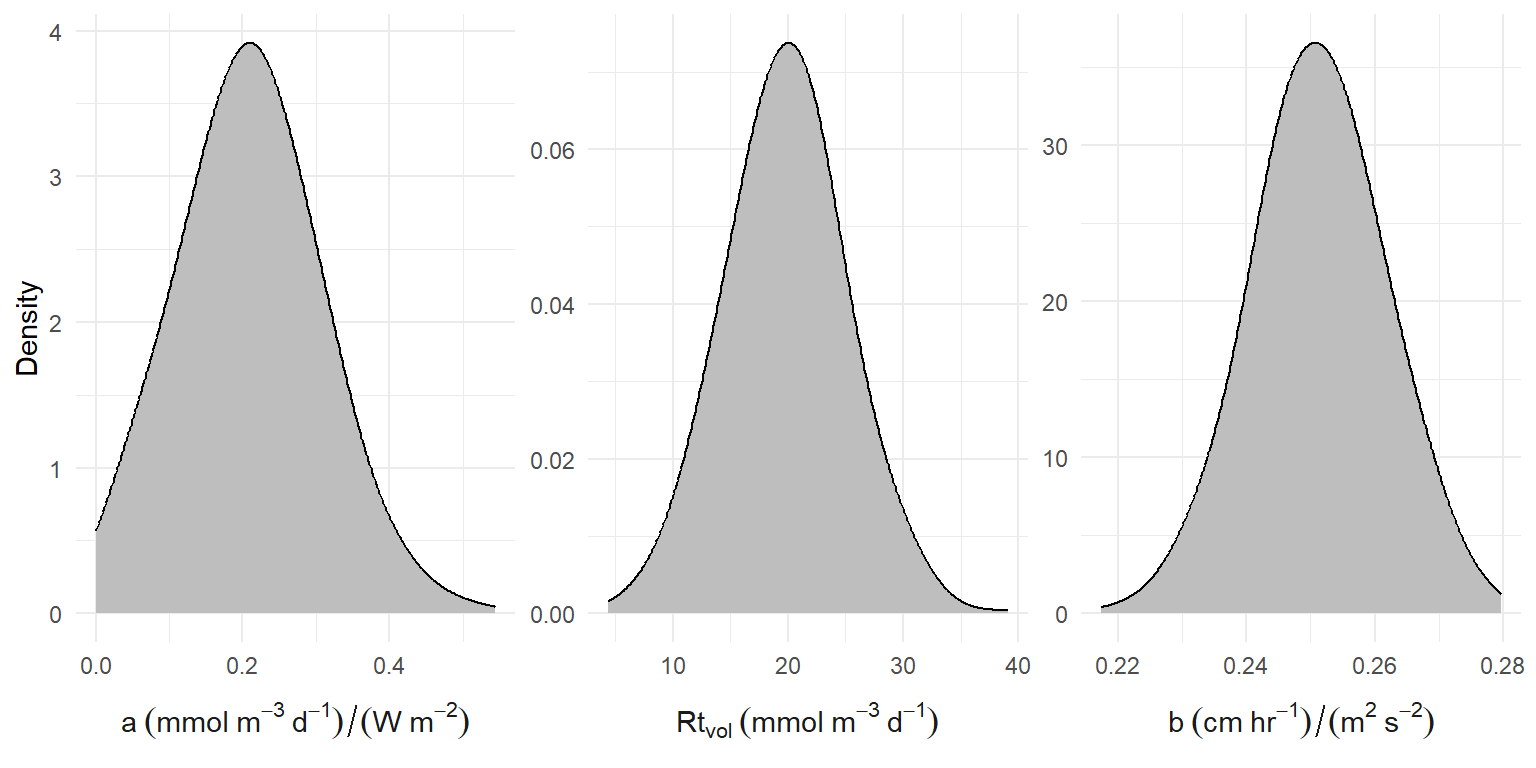 Density
4
3
2
1
0
0.0 0.2 0.4
a (mmol m⁻³ d⁻¹)/(W m⁻²)
0.06
0.04
0.02
0.00
10 20 30 40
Rtᵥₒₗ (mmol m⁻³ d⁻¹)
30
20
10
0
0.22 0.24 0.26 0.28
b (cm hr⁻¹)/(m² s⁻²)